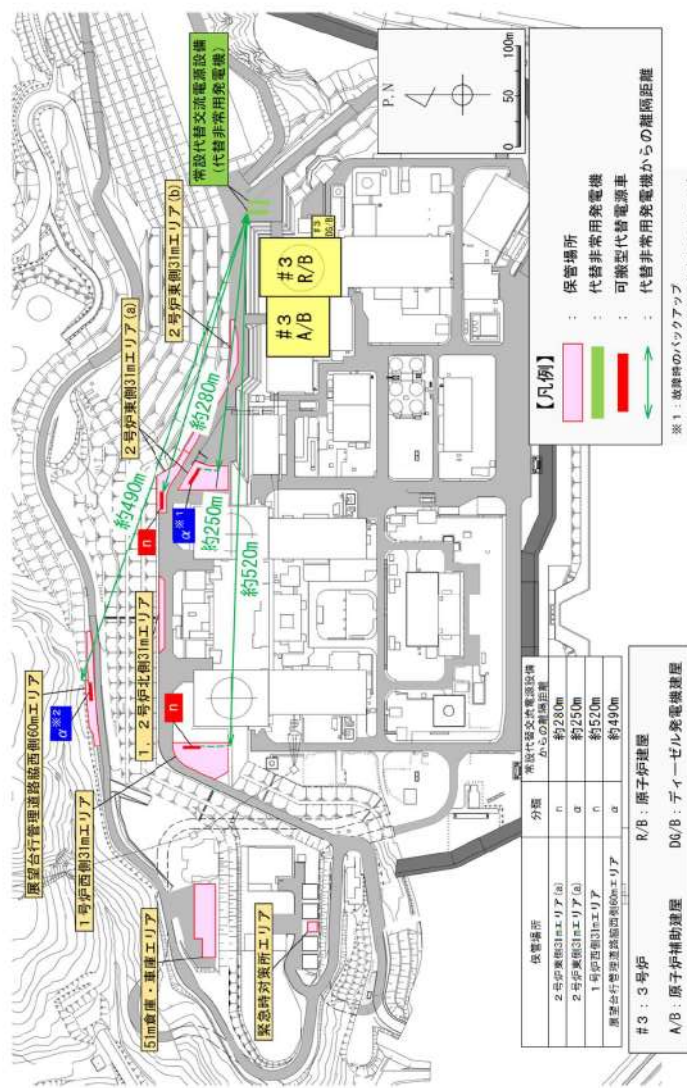 展望台行管理道路脇西側60mエリア
1号炉西側31mエリア
51m倉庫・車庫エリア
緊急時対策所エリア
1，2号炉北側31mエリア
2号炉東側31mエリア(a)
2号炉東側31mエリア(b)
常設代替交流電源設備
(代替非常用発電機)
α※2
n
n
α※1
約490m
約280m
約250m
約520m
#3
A/B
#3
R/B
#3
DG/B
P.N
0 50 100m
【凡例】
： 保管場所
： 代替非常用発電機
： 可搬型代替電源車
： 代替非常用発電機からの離隔距離
※1：故障時のバックアップ
保管場所 分類 常設代替交流電源設備
からの離隔距離
2号炉東側31mエリア(a) n 約280m
2号炉東側31mエリア(a) α 約250m
1号炉西側31mエリア n 約520m
展望台行管理道路脇西側60mエリア α 約490m
#3：3号炉 R/B：原子炉建屋
A/B：原子炉補助建屋 DG/B：ディーゼル発電機建屋